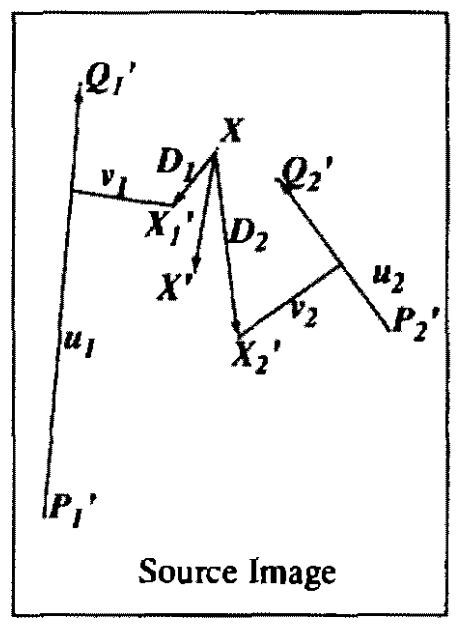 Q1'
X
v1
D1
Q2'
X1'
D2
X'
u2
v2
P2'
u1
X2'
P1'
Source Image